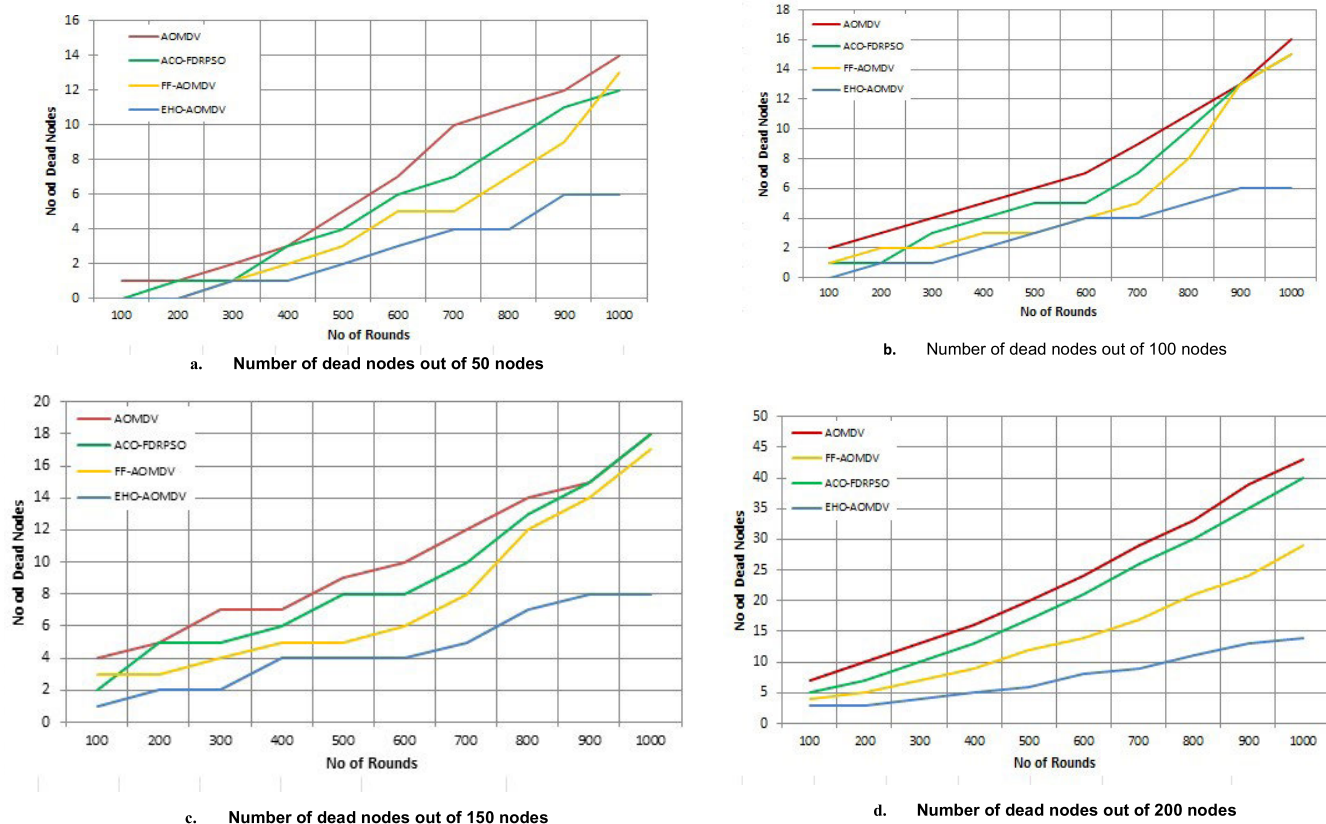 16
14
12
10
8
6
4
2
0
No od Dead Nodes
AOMDV
ACO-FDRPSO
FF-AOMDV
EHO-AOMDV
100 200 300 400 500 600 700 800 900 1000
No of Rounds
a. Number of dead nodes out of 50 nodes
18
16
14
12
10
8
6
4
2
0
No od Dead Nodes
AOMDV
ACO-FDRPSO
FF-AOMDV
EHO-AOMDV
100 200 300 400 500 600 700 800 900 1000
No of Rounds
b. Number of dead nodes out of 100 nodes
20
18
16
14
12
10
8
6
4
2
0
No od Dead Nodes
AOMDV
ACO-FDRPSO
FF-AOMDV
EHO-AOMDV
100 200 300 400 500 600 700 800 900 1000
No of Rounds
c. Number of dead nodes out of 150 nodes
50
45
40
35
30
25
20
15
10
5
0
No od Dead Nodes
AOMDV
FF-AOMDV
ACO-FDRPSO
EHO-AOMDV
100 200 300 400 500 600 700 800 900 1000
No of Rounds
d. Number of dead nodes out of 200 nodes